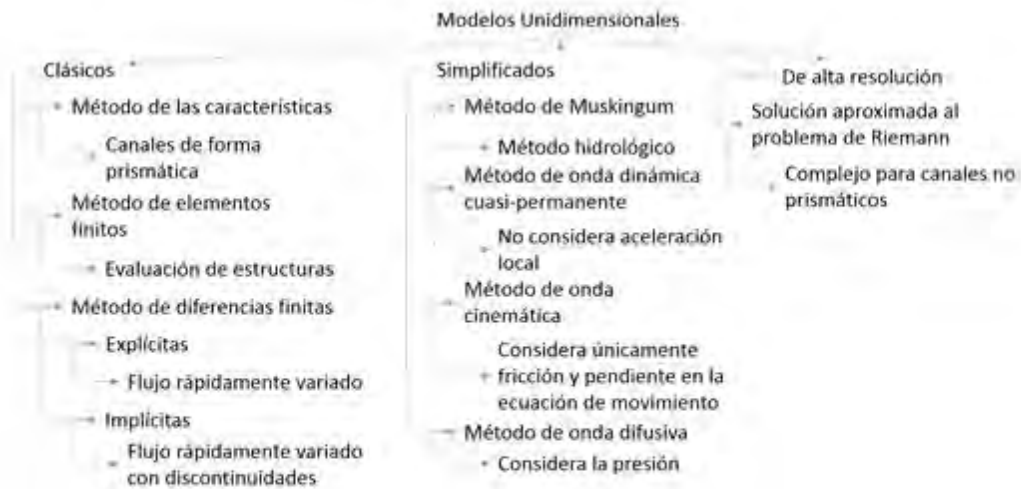 Modelos Unidimensionales
Clásicos
Método de las características
Canales de forma
prismática
Método de elementos
finitos
Evaluación de estructuras
Método de diferencias finitas
Explícitas
Flujo rápidamente variado
Implícitas
Flujo rápidamente variado
con discontinuidades
Simplificados
Método de Muskingum
Método hidrológico
Método de onda dinámica
cuasi-permanente
No considera aceleración
local
Método de onda
cinemática
Considera únicamente
fricción y pendiente en la
ecuación de movimiento
Método de onda difusiva
Considera la presión
De alta resolución
Solución aproximada al
problema de Riemann
Complejo para canales no
prismáticos